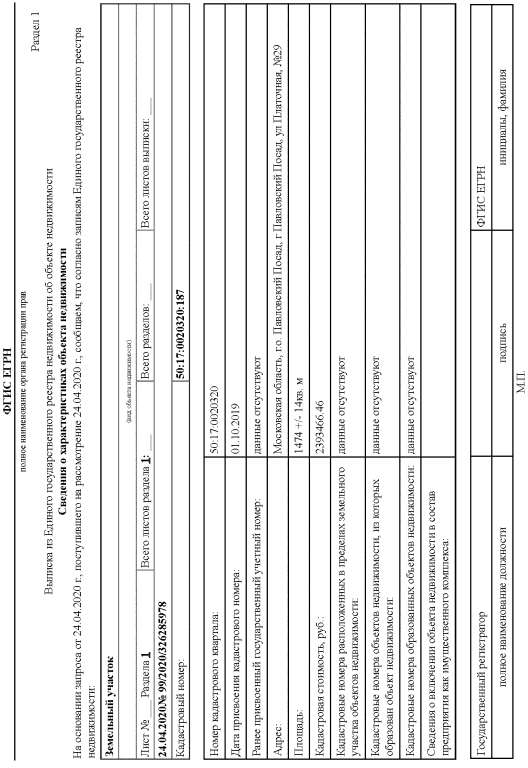 ФГИС ЕГРН
полное наименование органа регистрации прав
Раздел 1
Выписка из Единого государственного реестра недвижимости об объекте недвижимости
Сведения о характеристиках объекта недвижимости
На основании запроса от 24.04.2020 г., поступившего на рассмотрение 24.04.2020 г., сообщаем, что согласно записям Единого государственного реестра
недвижимости:
Земельный участок
(вид объекта недвижимости)
Лист № ___ Раздела 1 Всего листов раздела 1: ___ Всего разделов: ___ Всего листов выписки: ___
24.04.2020 № 99/2020/326285978
Кадастровый номер: 50:17:0020320:187
Номер кадастрового квартала: 50:17:0020320
Дата присвоения кадастрового номера: 01.10.2019
Ранее присвоенный государственный учетный номер: данные отсутствуют
Адрес: Московская область, г.о. Павловский Посад, г Павловский Посад, ул Платочная, №29
Площадь: 1474 +/- 14кв. м
Кадастровая стоимость, руб.: 2393466.46
Кадастровые номера расположенных в пределах земельного данные отсутствуют
участка объектов недвижимости:
Кадастровые номера объектов недвижимости, из которых данные отсутствуют
образован объект недвижимости:
Кадастровые номера образованных объектов недвижимости: данные отсутствуют
Сведения о включении объекта недвижимости в состав
предприятия как имущественного комплекса:
Государственный регистратор ФГИС ЕГРН
полное наименование должности подпись инициалы, фамилия
М.П.